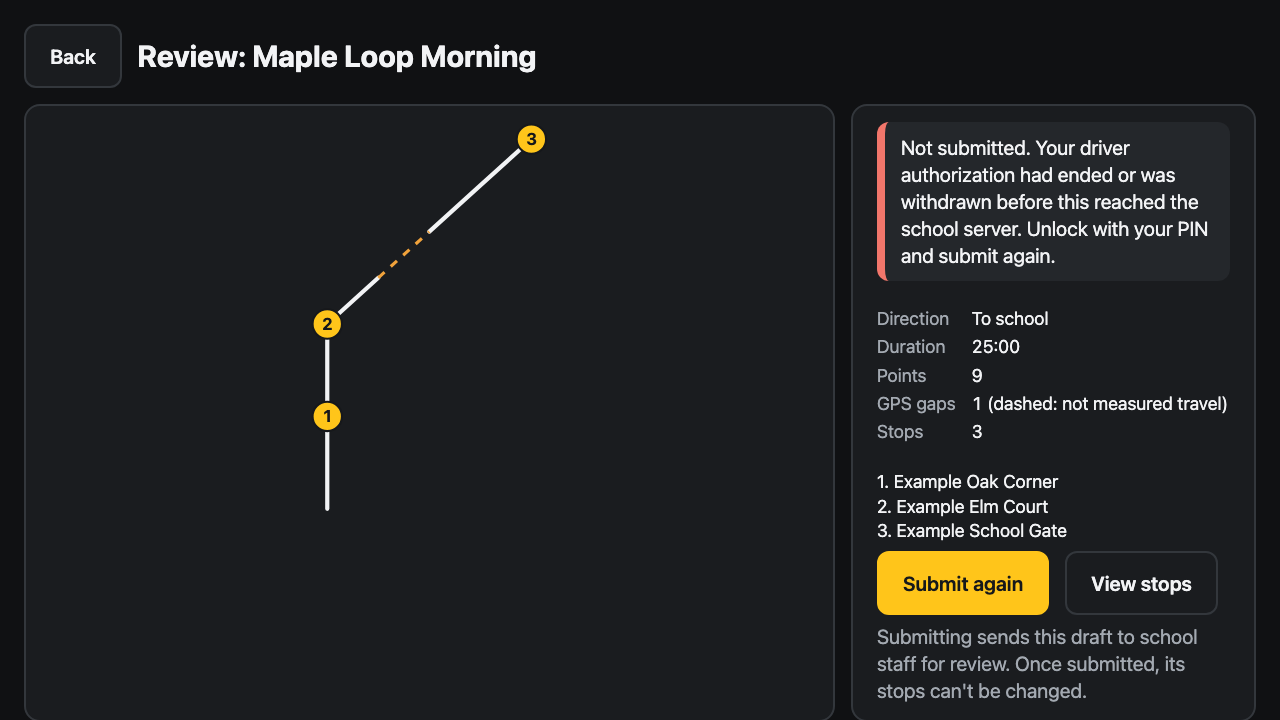 Back
Review: Maple Loop Morning
3
2
1
Not submitted. Your driver
authorization had ended or was
withdrawn before this reached the
school server. Unlock with your PIN
and submit again.
Direction To school
Duration 25:00
Points 9
GPS gaps 1 (dashed: not measured travel)
Stops 3
1. Example Oak Corner
2. Example Elm Court
3. Example School Gate
Submit again
View stops
Submitting sends this draft to school
staff for review. Once submitted, its
stops can't be changed.